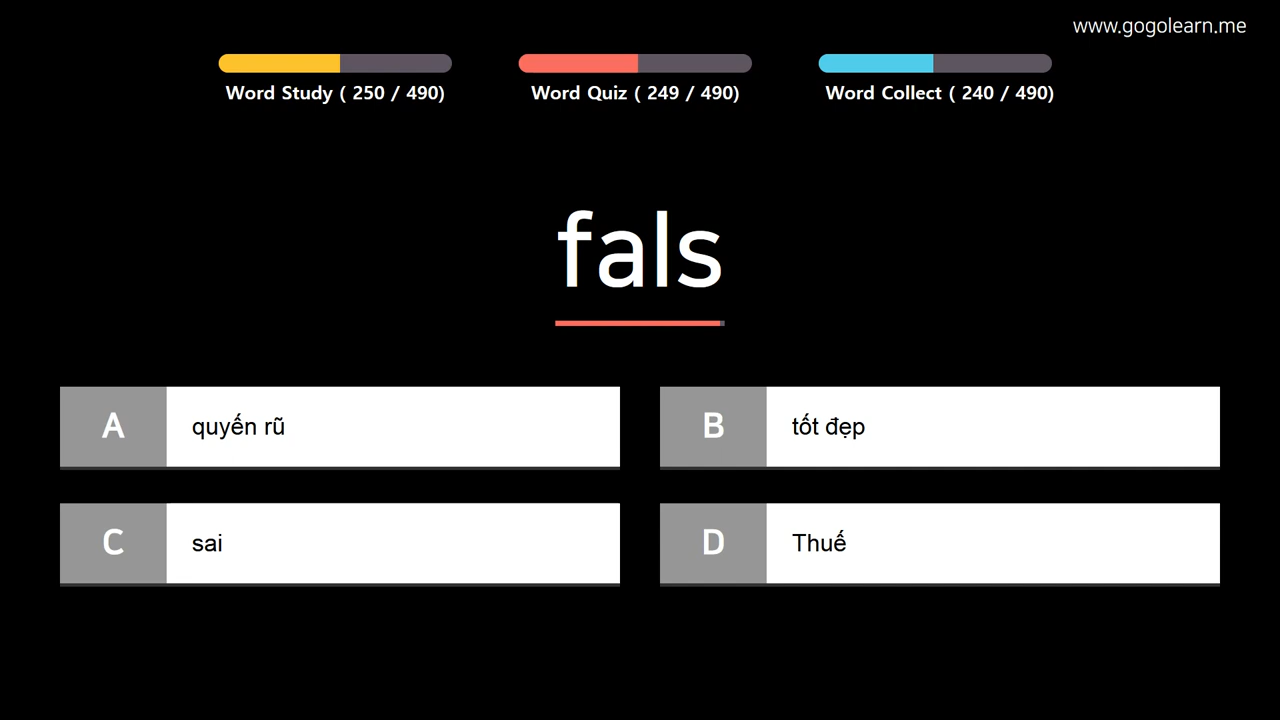 www.gogolearn.me
Word Study ( 250 / 490)
Word Quiz ( 249 / 490)
Word Collect ( 240 / 490)
fals
A
quyến rũ
B
tốt đẹp
C
sai
D
Thuế